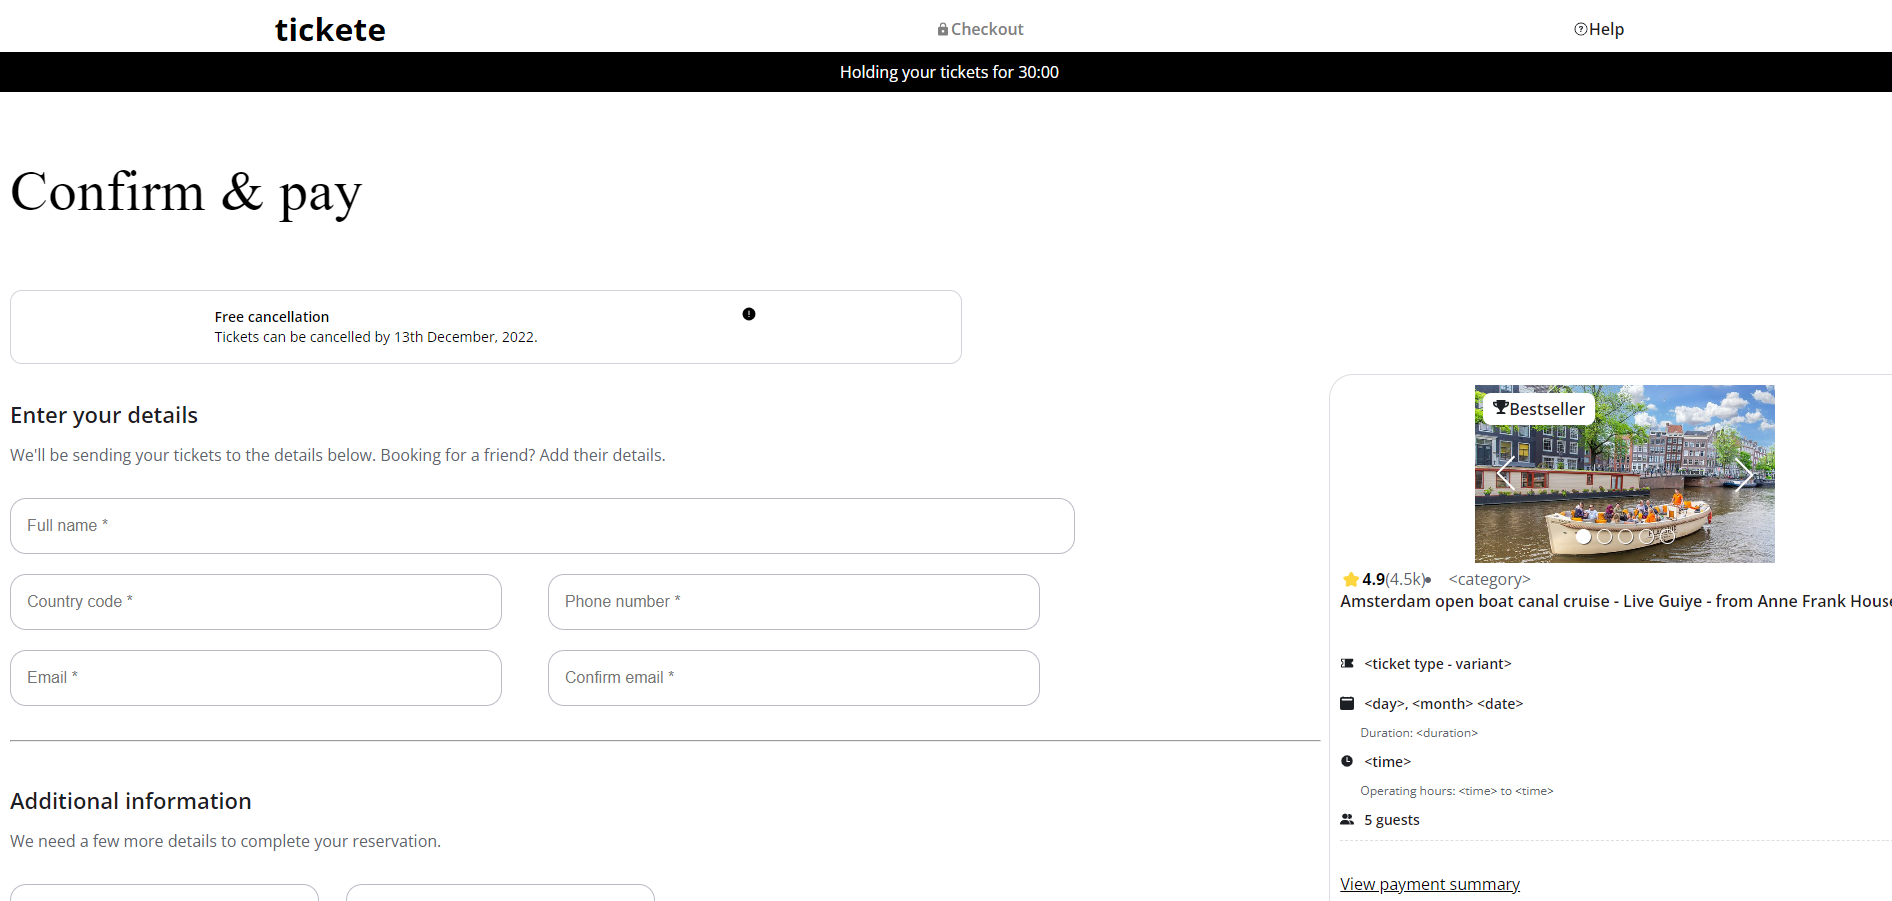 tickete
Checkout
Help
Holding your tickets for 30:00
Confirm & pay
Free cancellation
Tickets can be cancelled by 13th December, 2022.
Enter your details
We'll be sending your tickets to the details below. Booking for a friend? Add their details.
Full name *
Country code *
Phone number *
Email *
Confirm email *
Additional information
We need a few more details to complete your reservation.
Bestseller
4.9(4.5k)• <category>
Amsterdam open boat canal cruise - Live Guiye - from Anne Frank House
<ticket type - variant>
<day>, <month> <date>
Duration: <duration>
<time>
Operating hours: <time> to <time>
5 guests
View payment summary